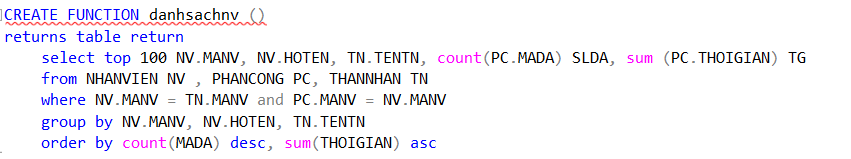 CREATE FUNCTION danhsachnv ()
returns table return
select top 100 NV.MANV, NV.HOTEN, TN.TENTN, count(PC.MADA) SLDA, sum (PC.THOIGIAN) TG
from NHANVIEN NV , PHANCONG PC, THANNHAN TN
where NV.MANV = TN.MANV and PC.MANV = NV.MANV
group by NV.MANV, NV.HOTEN, TN.TENTN
order by count(MADA) desc, sum(THOIGIAN) asc